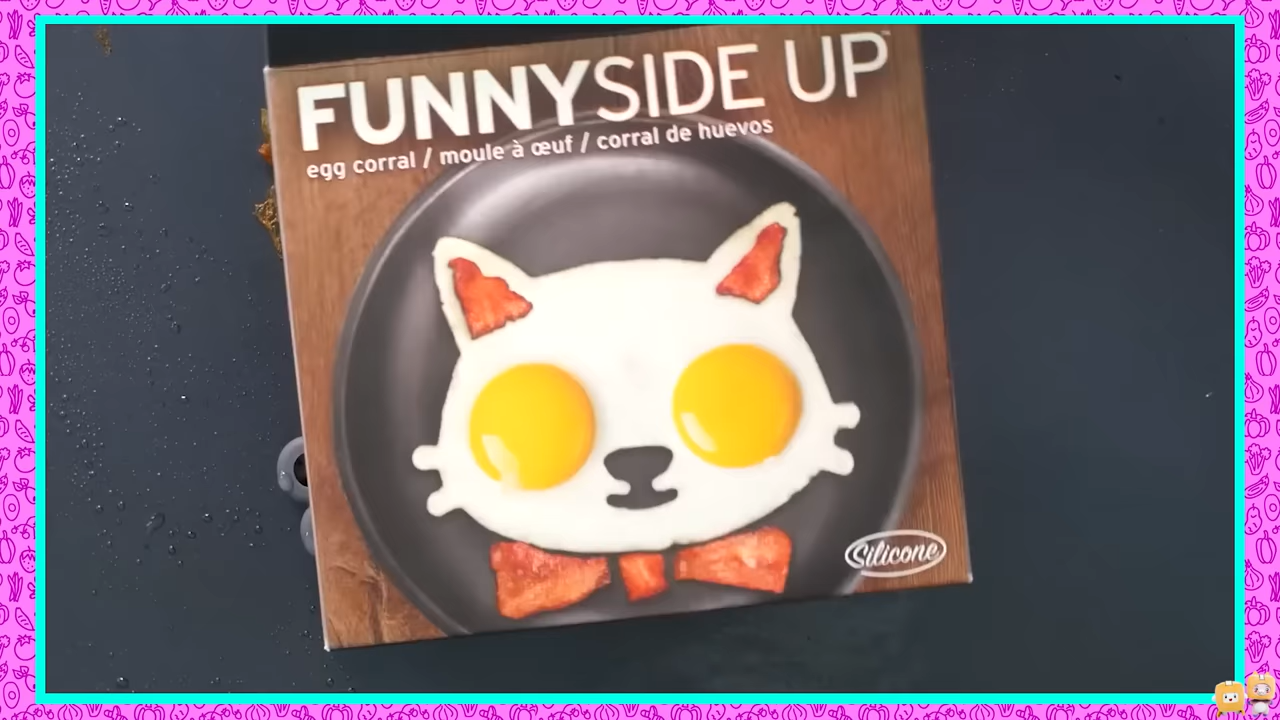 FUNNYSIDE UP™
egg corral / moule à œuf / corral de huevos
Silicone